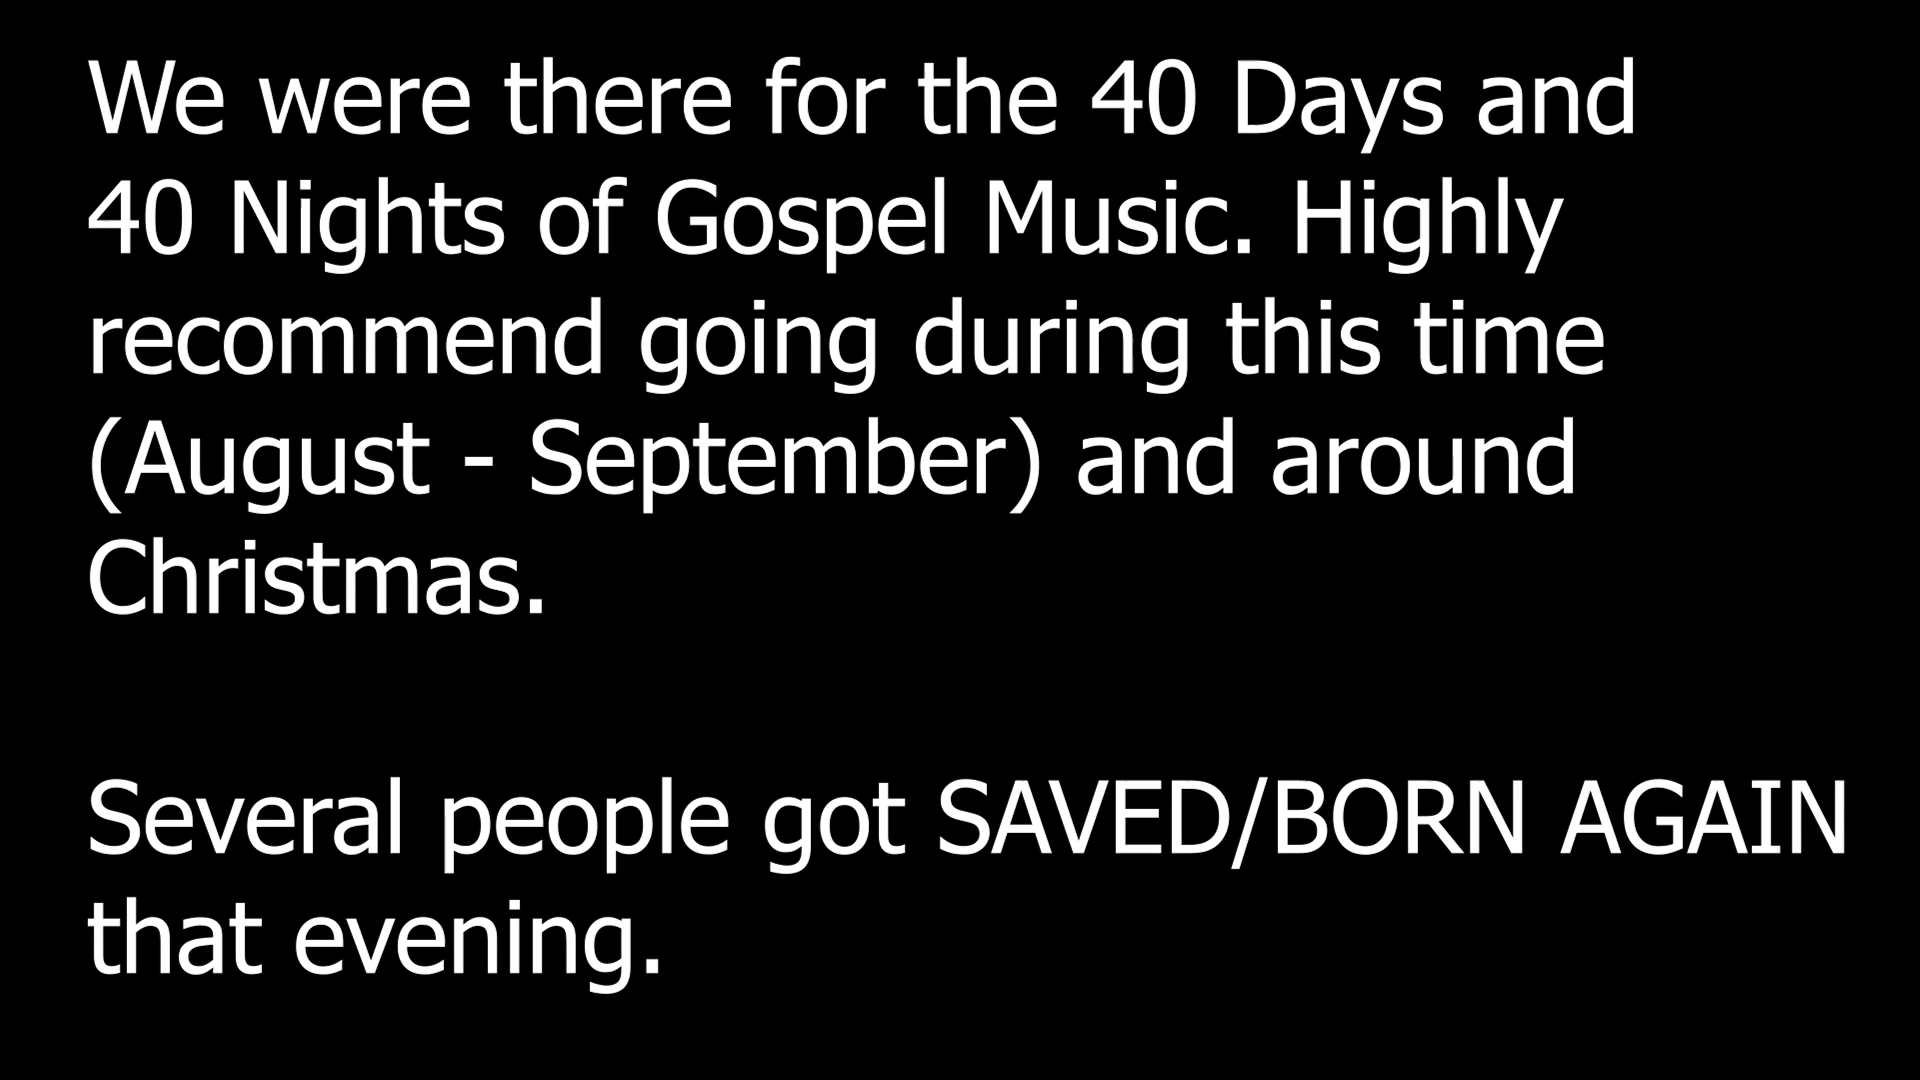 We were there for the 40 Days and
40 Nights of Gospel Music. Highly
recommend going during this time
(August - September) and around
Christmas.
Several people got SAVED/BORN AGAIN
that evening.